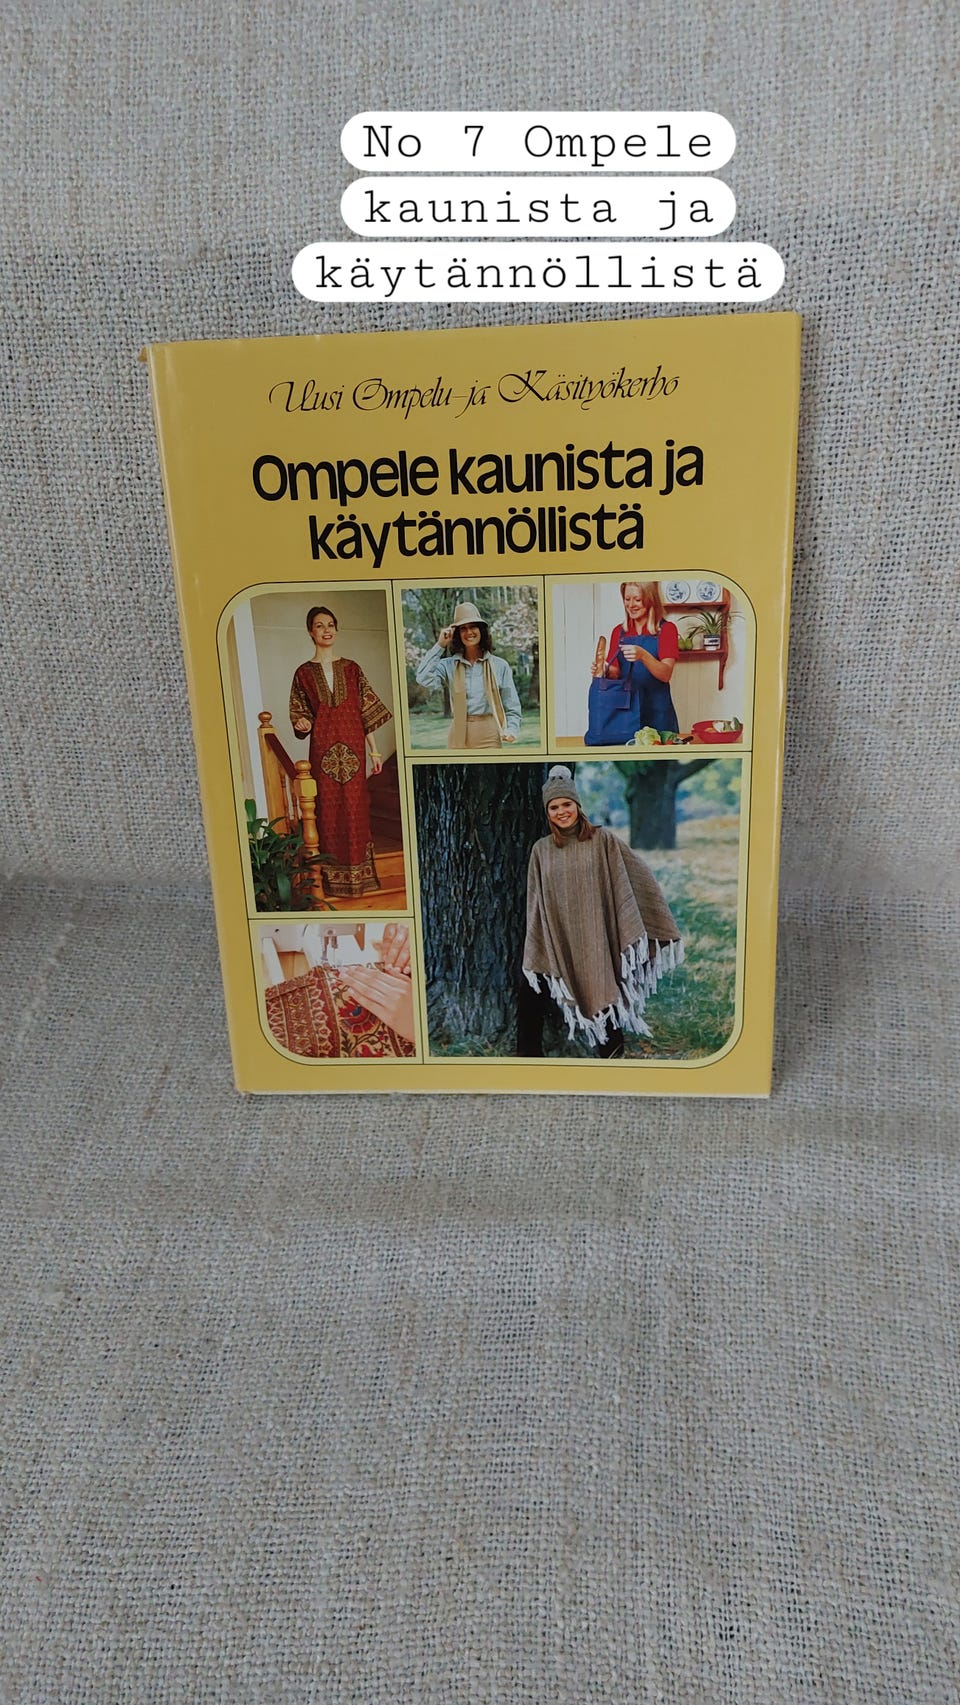 No 7 Ompele
kaunista ja
käytännöllistä
Uusi Ompelu-ja Käsityökerho
Ompele kaunista ja
käytännöllistä